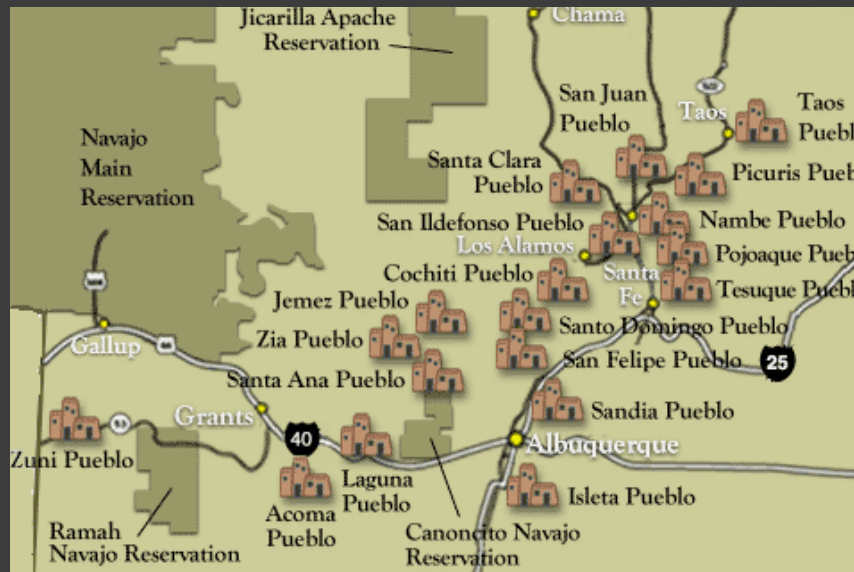 Jicarilla Apache
Reservation
Chama
San Juan
Pueblo
Taos
Taos
Puebl
Navajo
Main
Reservation
Santa Clara
Pueblo
Picuris Pueb
San Ildefonso Pueblo
Nambe Pueblo
Los Alamos
Pojoaque Pueb
Cochiti Pueblo
Santa
Fe
Tesuque Pueblo
Jemez Pueblo
Santo Domingo Pueblo
Zia Pueblo
San Felipe Pueblo
25
Gallup
Santa Ana Pueblo
Grants
Sandia Pueblo
40
Albuquerque
Zuni Pueblo
Laguna
Pueblo
Isleta Pueblo
Acoma
Pueblo
Ramah
Navajo Reservation
Canoncito Navajo
Reservation